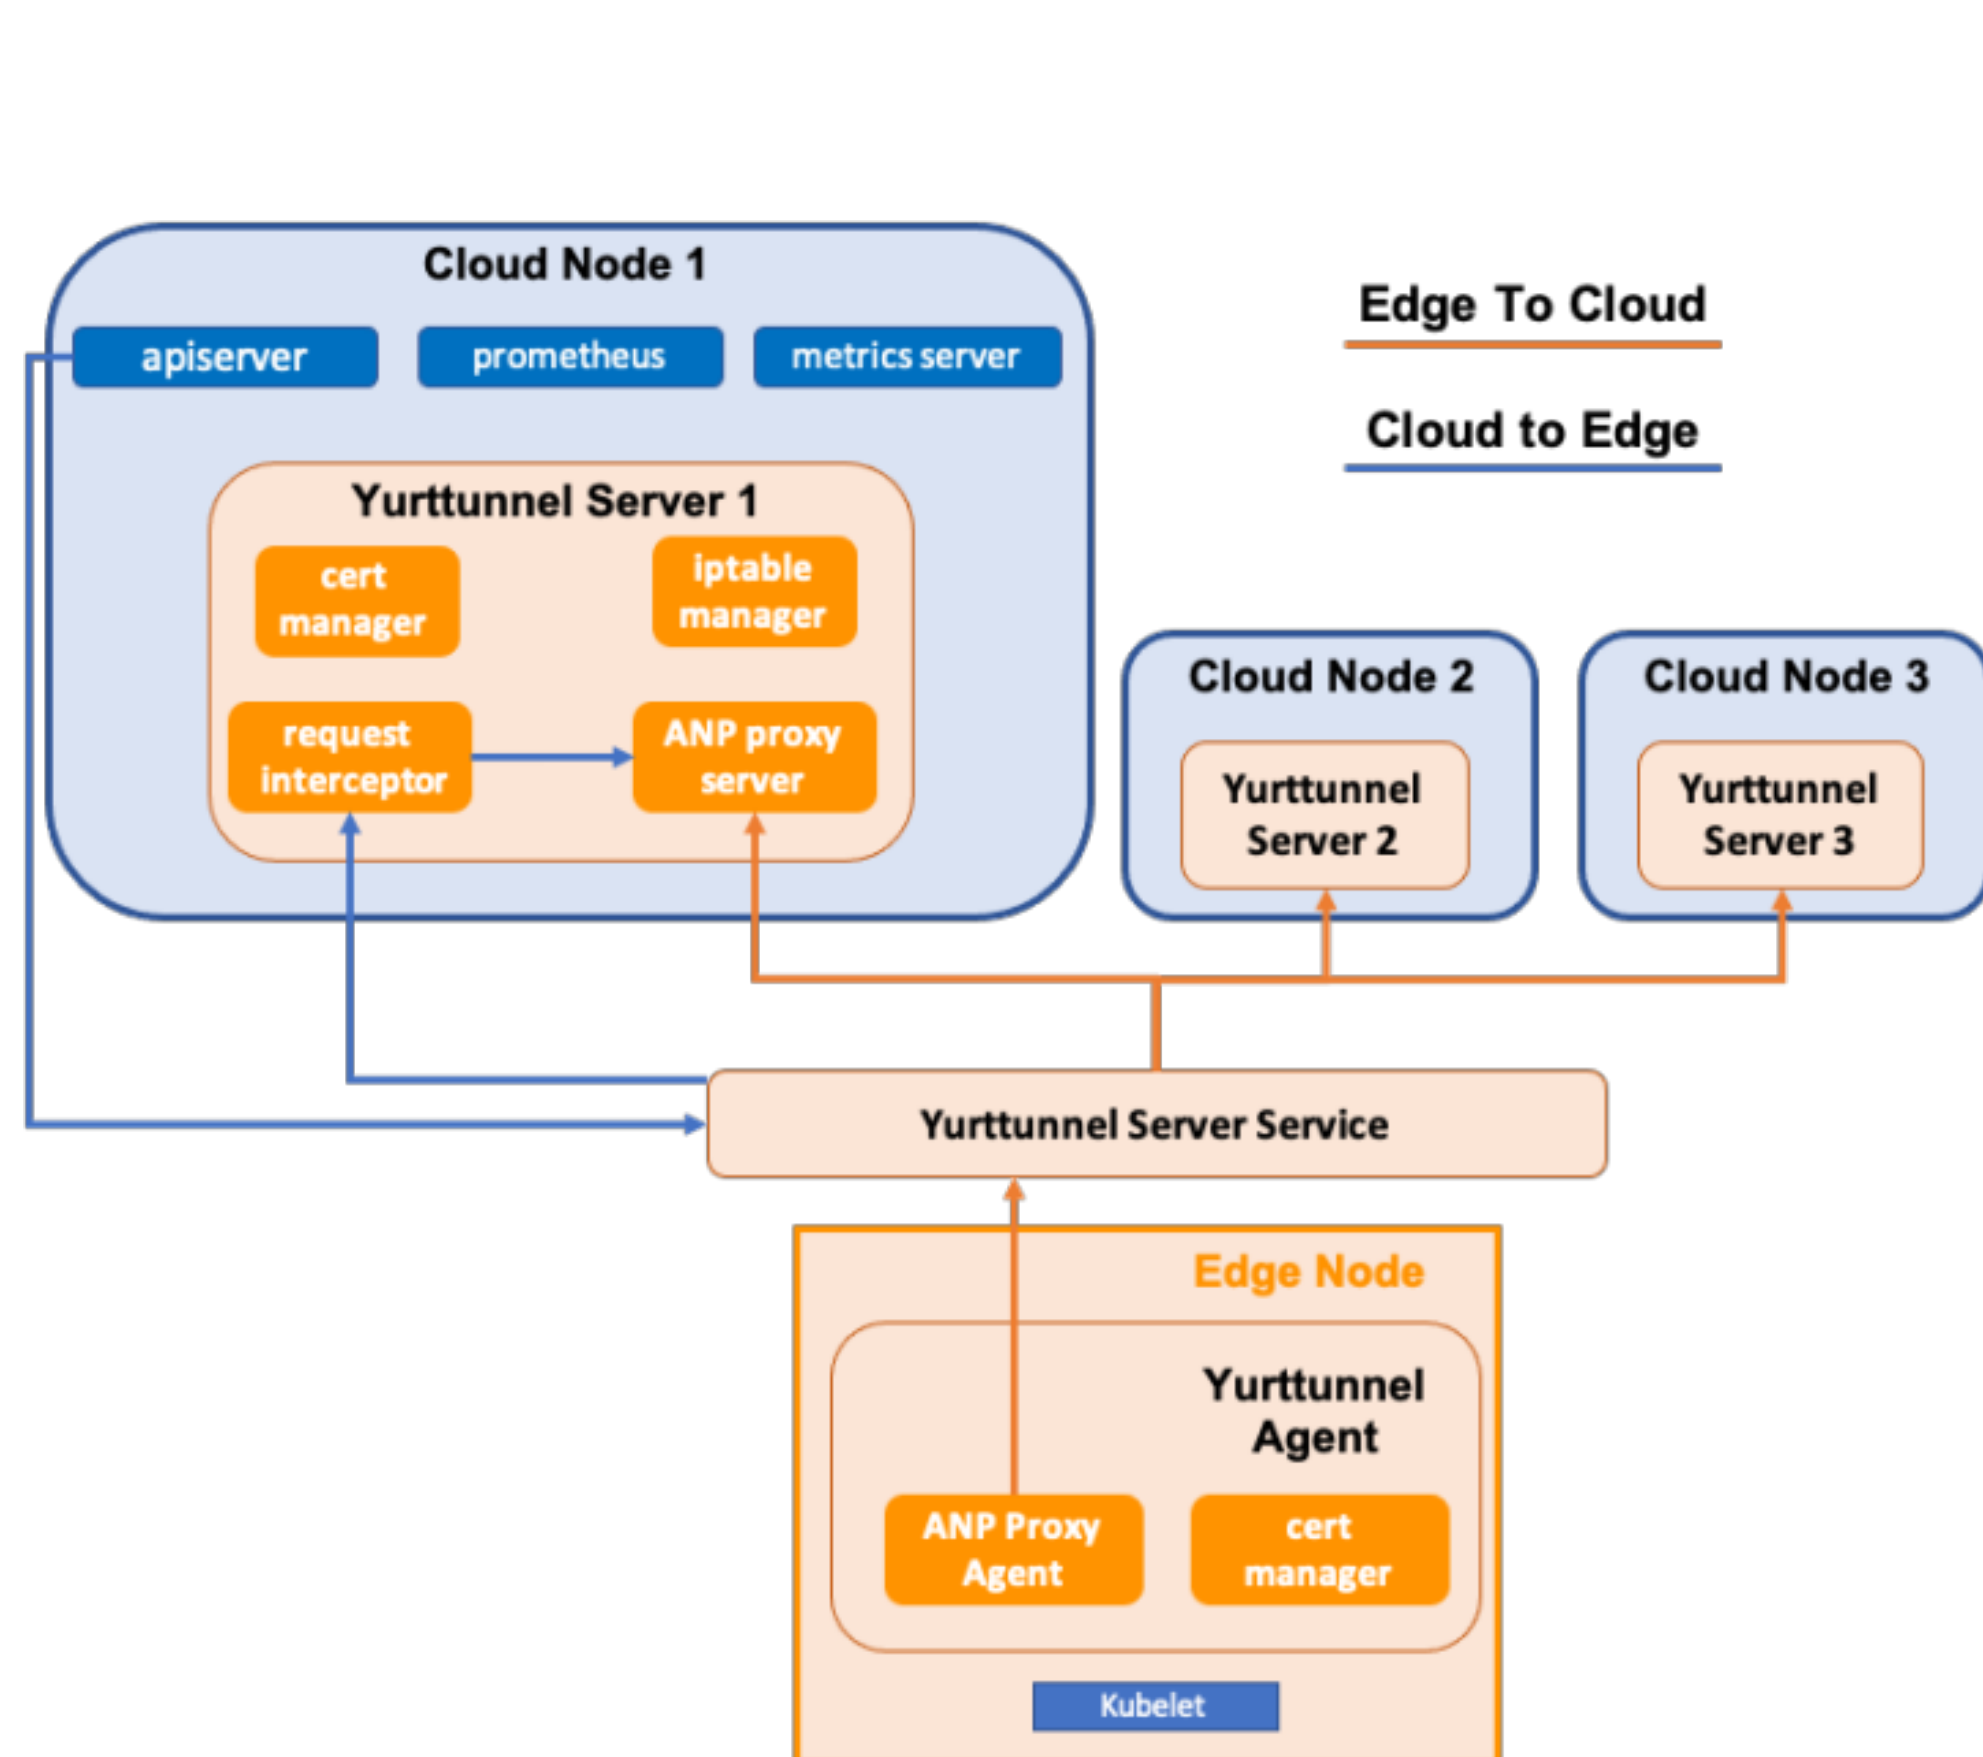 Cloud Node 1
apiserver
prometheus
metrics server
Edge To Cloud
Cloud to Edge
Yurttunnel Server 1
cert
manager
iptable
manager
request
interceptor
ANP proxy
server
Cloud Node 2
Yurttunnel
Server 2
Cloud Node 3
Yurttunnel
Server 3
Yurttunnel Server Service
Edge Node
Yurttunnel
Agent
ANP Proxy
Agent
cert
manager
Kubelet